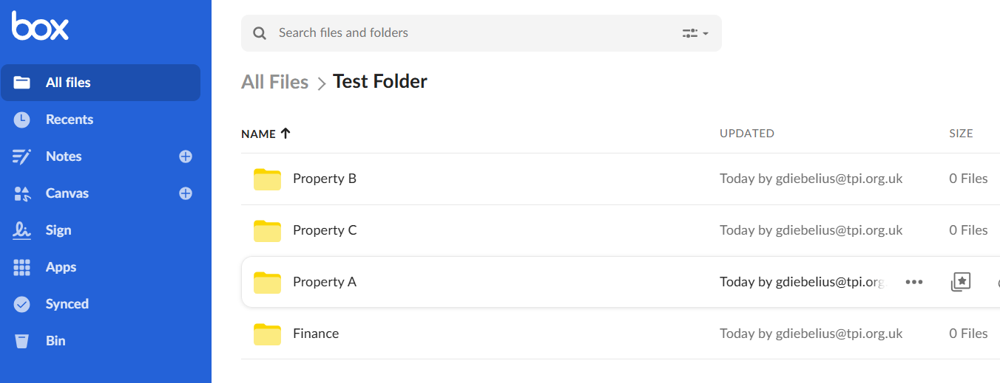 box
Search files and folders
All files
All Files > Test Folder
Recents
NAME ↑ UPDATED SIZE
Notes
Property B Today by gdiebelius@tpi.org.uk 0 Files
Canvas
Property C Today by gdiebelius@tpi.org.uk 0 Files
Sign
Apps
Property A Today by gdiebelius@tpi.org
Synced
Finance Today by gdiebelius@tpi.org.uk 0 Files
Bin